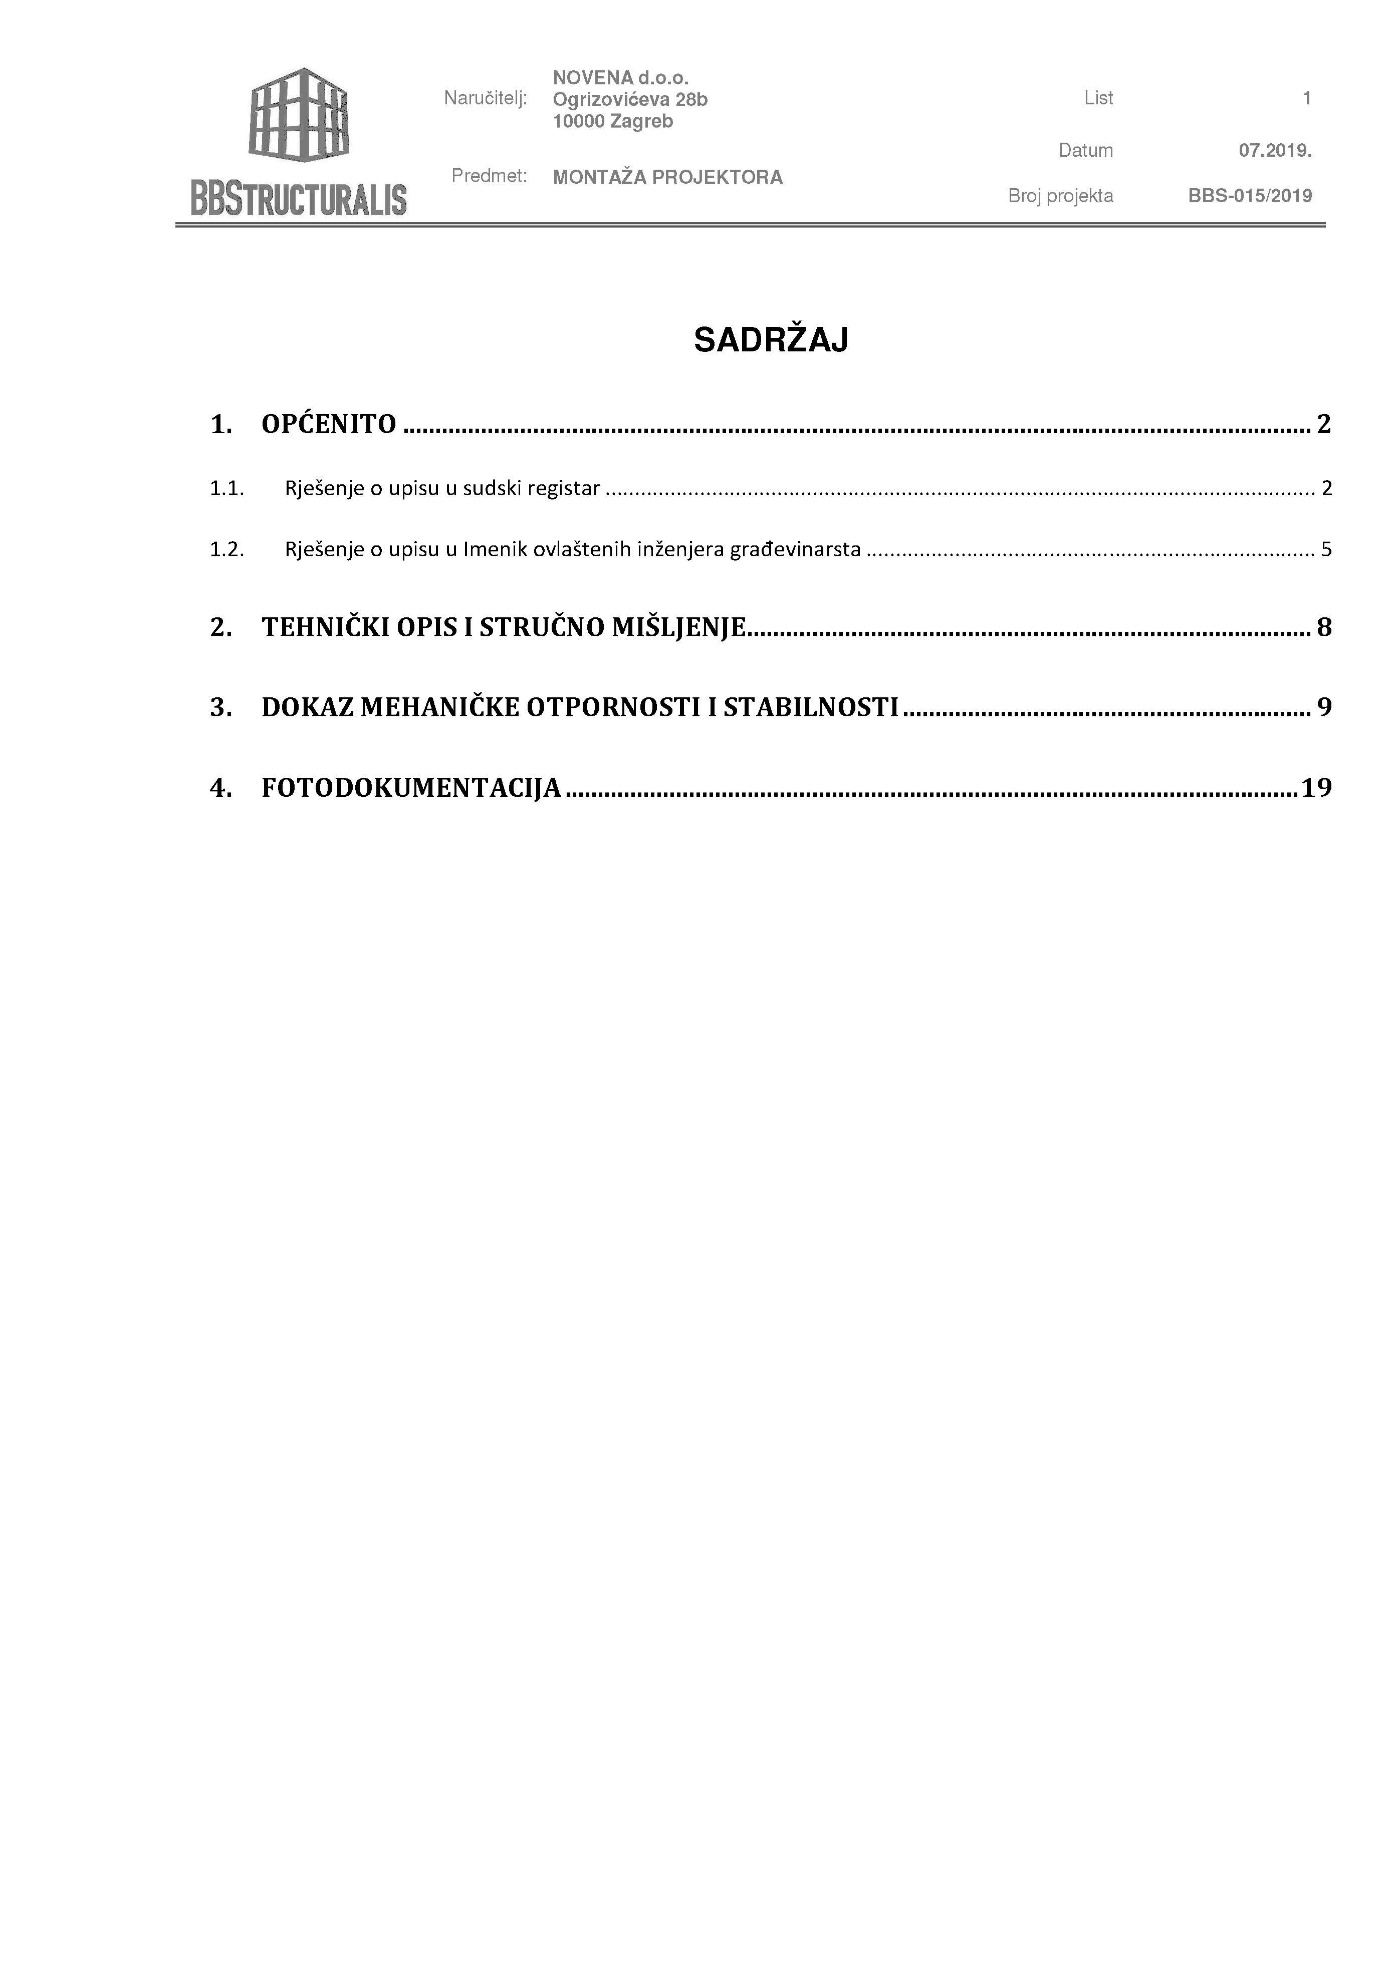 BBSTRUCTURALIS
Naručitelj:
NOVENA d.o.o.
Ogrizovićeva 28b
10000 Zagreb
Predmet: MONTAŽA PROJEKTORA
List 1
Datum 07.2019.
Broj projekta BBS-015/2019
SADRŽAJ
1. OPĆENITO ........................................................................ 2
1.1. Rješenje o upisu u sudski registar ........................................................................ 2
1.2. Rješenje o upisu u Imenik ovlaštenih inženjera građevinarsta ........................................................................ 5
2. TEHNIČKI OPIS I STRUČNO MIŠLJENJE ........................................................................ 8
3. DOKAZ MEHANIČKE OTPORNOSTI I STABILNOSTI ........................................................................ 9
4. FOTODOKUMENTACIJA ........................................................................ 19